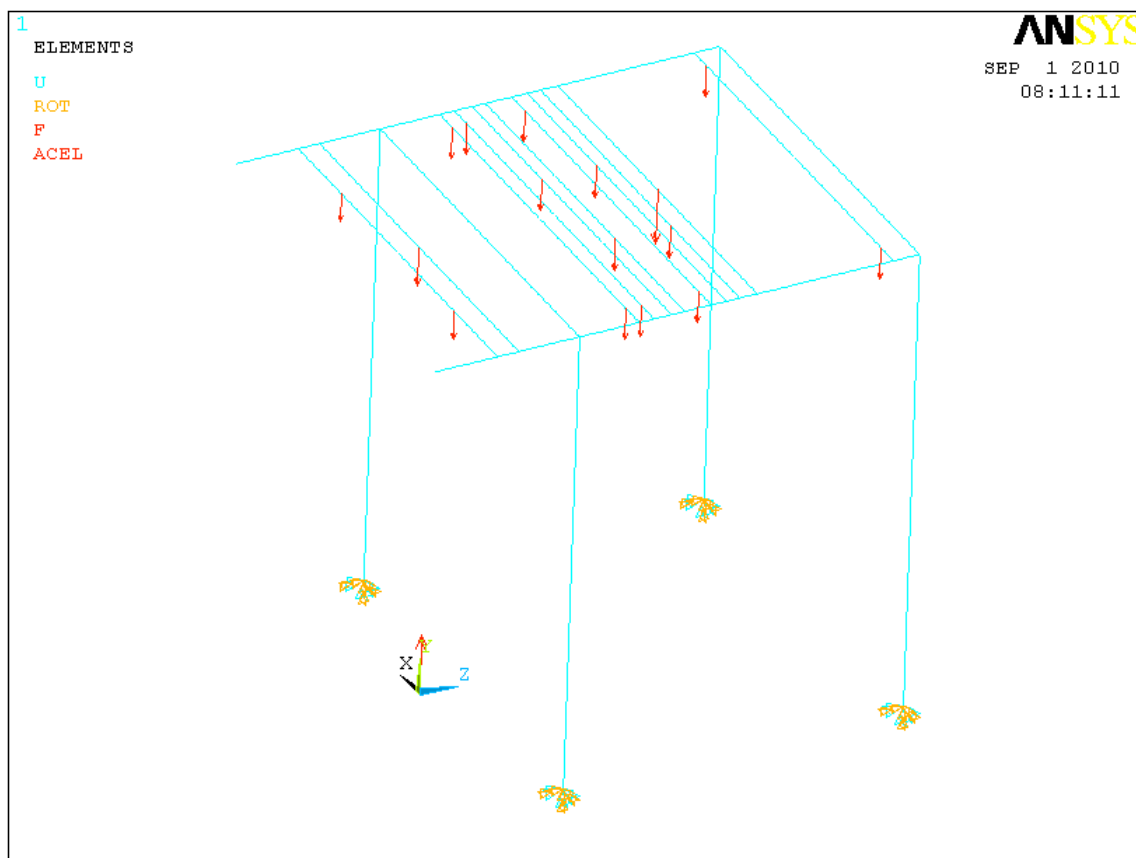 1
ELEMENTS
U
ROT
F
ACEL
ANSYS
SEP 1 2010
08:11:11
X
Y
Z